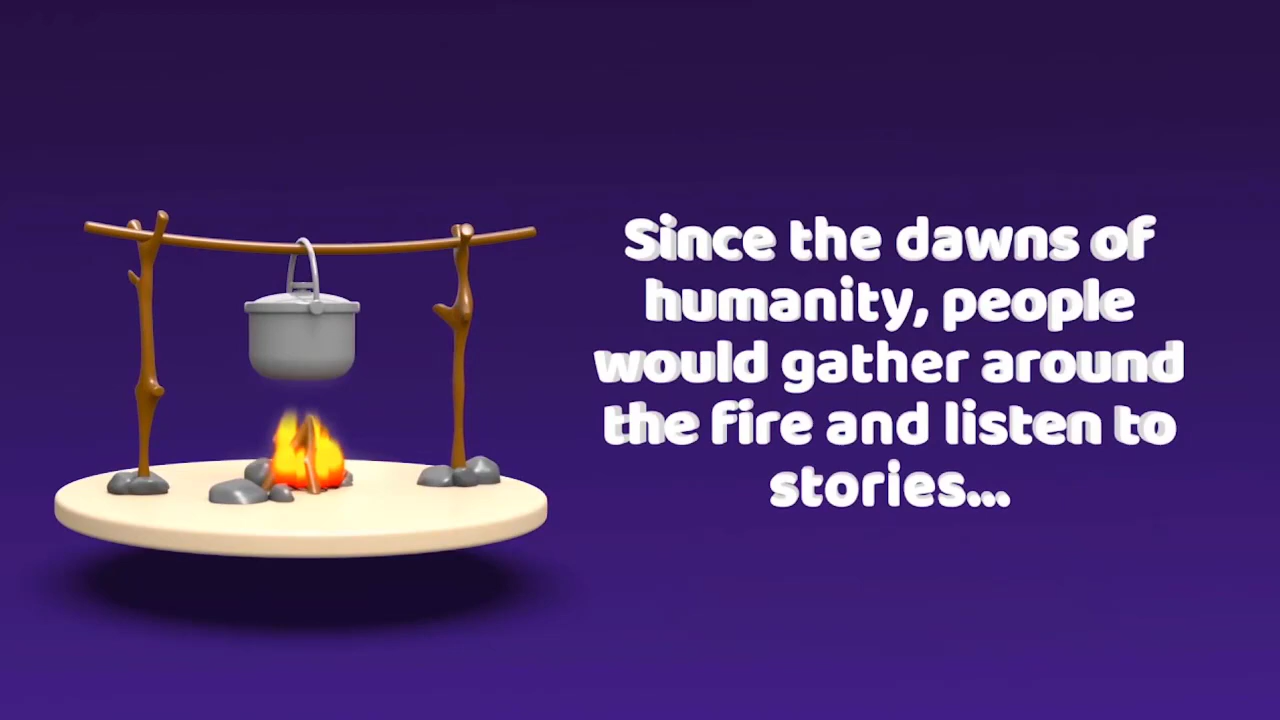 Since the dawns of
humanity, people
would gather around
the fire and listen to
stories...